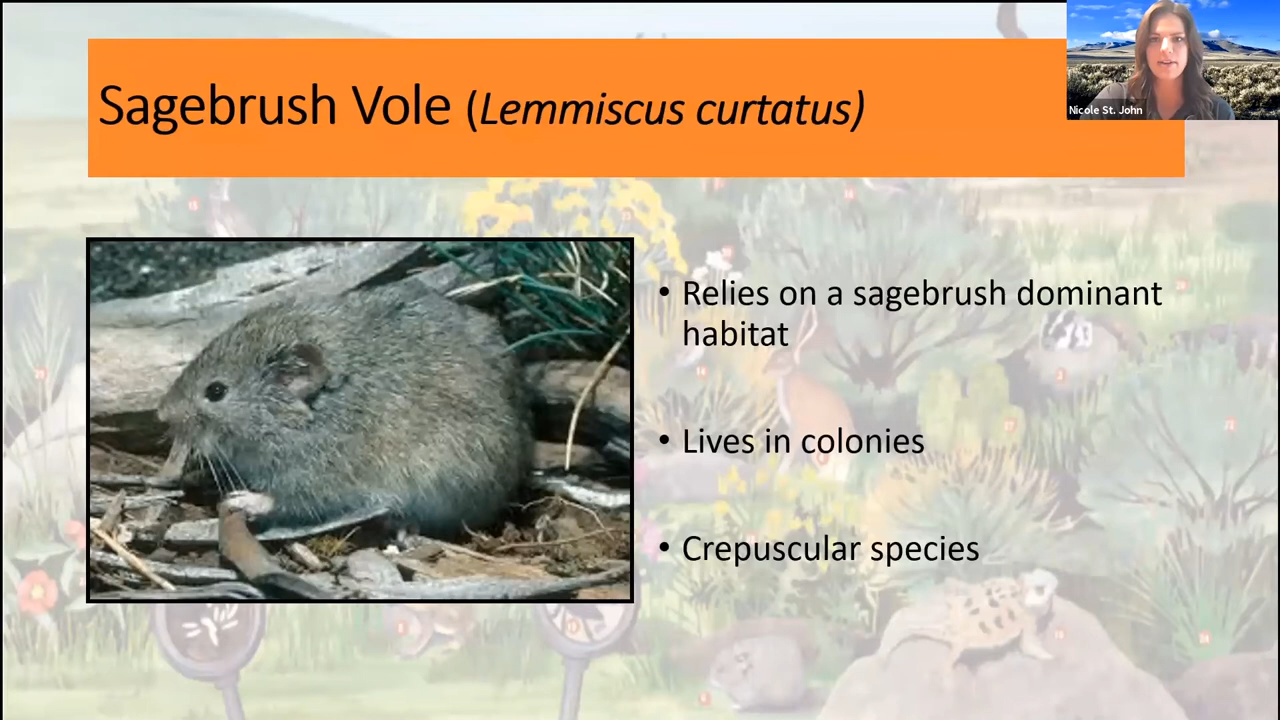 Sagebrush Vole (Lemmiscus curtatus)
Nicole St. John
• Relies on a sagebrush dominant
habitat
• Lives in colonies
• Crepuscular species